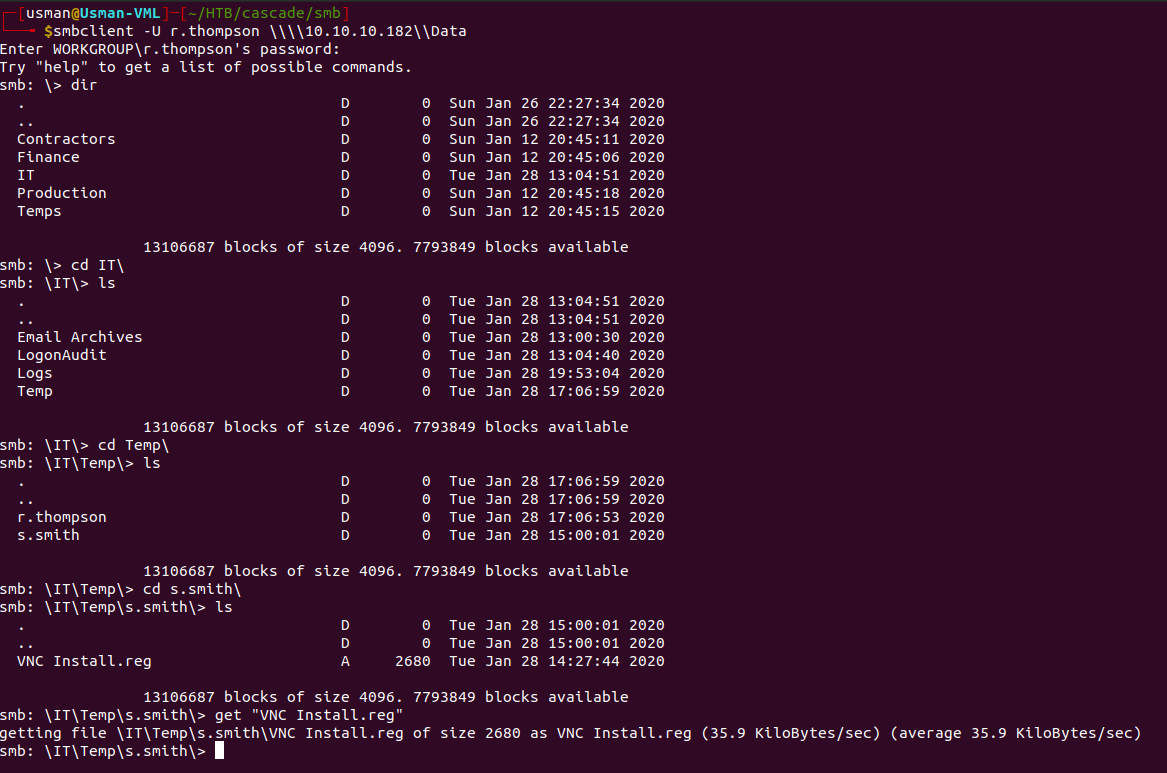 ┌─[usman@Usman-VML]─[~/HTB/cascade/smb]
└──╼ $smbclient -U r.thompson \\\\10.10.10.182\\Data
Enter WORKGROUP\r.thompson's password:
Try "help" to get a list of possible commands.
smb: \> dir
  .                                   D        0  Sun Jan 26 22:27:34 2020
  ..                                  D        0  Sun Jan 26 22:27:34 2020
  Contractors                         D        0  Sun Jan 12 20:45:11 2020
  Finance                             D        0  Sun Jan 12 20:45:06 2020
  IT                                  D        0  Tue Jan 28 13:04:51 2020
  Production                          D        0  Sun Jan 12 20:45:18 2020
  Temps                               D        0  Sun Jan 12 20:45:15 2020
                13106687 blocks of size 4096. 7793849 blocks available
smb: \> cd IT\
smb: \IT\> ls
  .                                   D        0  Tue Jan 28 13:04:51 2020
  ..                                  D        0  Tue Jan 28 13:04:51 2020
  Email Archives                      D        0  Tue Jan 28 13:00:30 2020
  LogonAudit                          D        0  Tue Jan 28 13:04:40 2020
  Logs                                D        0  Tue Jan 28 19:53:04 2020
  Temp                                D        0  Tue Jan 28 17:06:59 2020
                13106687 blocks of size 4096. 7793849 blocks available
smb: \IT\> cd Temp\
smb: \IT\Temp\> ls
  .                                   D        0  Tue Jan 28 17:06:59 2020
  ..                                  D        0  Tue Jan 28 17:06:59 2020
  r.thompson                          D        0  Tue Jan 28 17:06:53 2020
  s.smith                             D        0  Tue Jan 28 15:00:01 2020
                13106687 blocks of size 4096. 7793849 blocks available
smb: \IT\Temp\> cd s.smith\
smb: \IT\Temp\s.smith\> ls
  .                                   D        0  Tue Jan 28 15:00:01 2020
  ..                                  D        0  Tue Jan 28 15:00:01 2020
  VNC Install.reg                     A     2680  Tue Jan 28 14:27:44 2020
                13106687 blocks of size 4096. 7793849 blocks available
smb: \IT\Temp\s.smith\> get "VNC Install.reg"
getting file \IT\Temp\s.smith\VNC Install.reg of size 2680 as VNC Install.reg (35.9 KiloBytes/sec) (average 35.9 KiloBytes/sec)
smb: \IT\Temp\s.smith\>